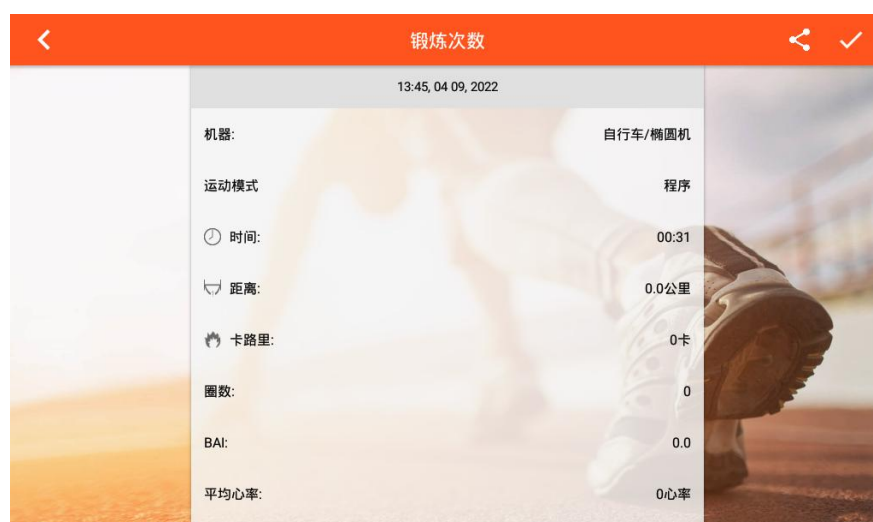 锻炼次数
13:45, 04 09, 2022
机器: 自行车/椭圆机
运动模式 程序
时间: 00:31
距离: 0.0公里
卡路里: 0卡
圈数: 0
BAI: 0.0
平均心率: 0心率